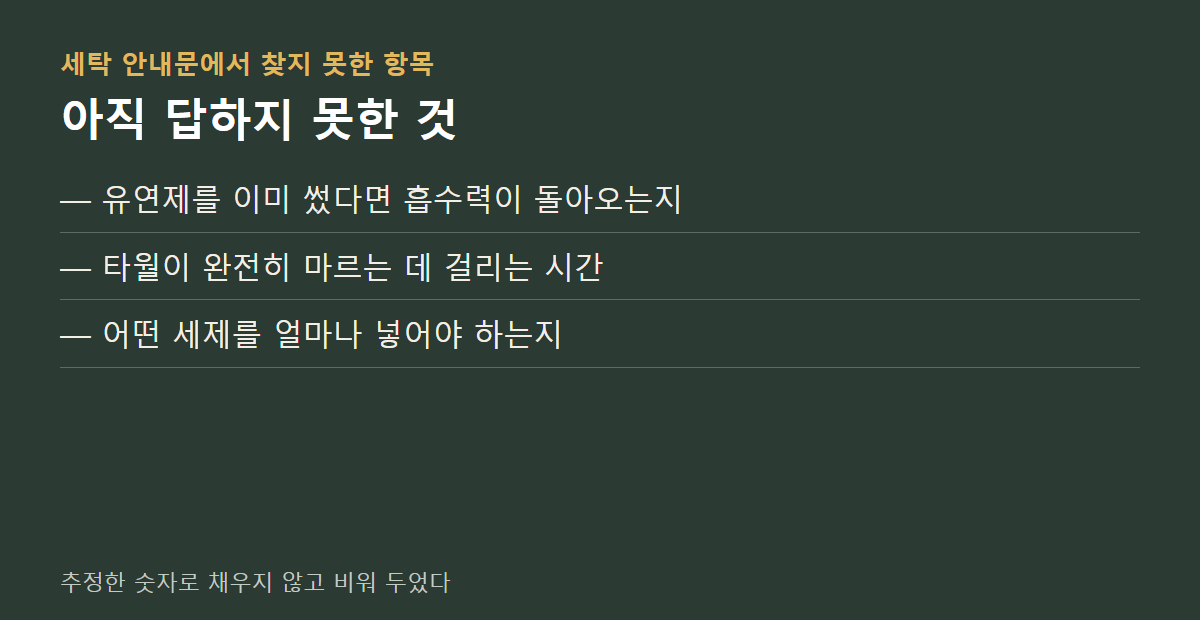 세탁 안내문에서 찾지 못한 항목
아직 답하지 못한 것
— 유연제를 이미 썼다면 흡수력이 돌아오는지
— 타월이 완전히 마르는 데 걸리는 시간
— 어떤 세제를 얼마나 넣어야 하는지
추정한 숫자로 채우지 않고 비워 두었다